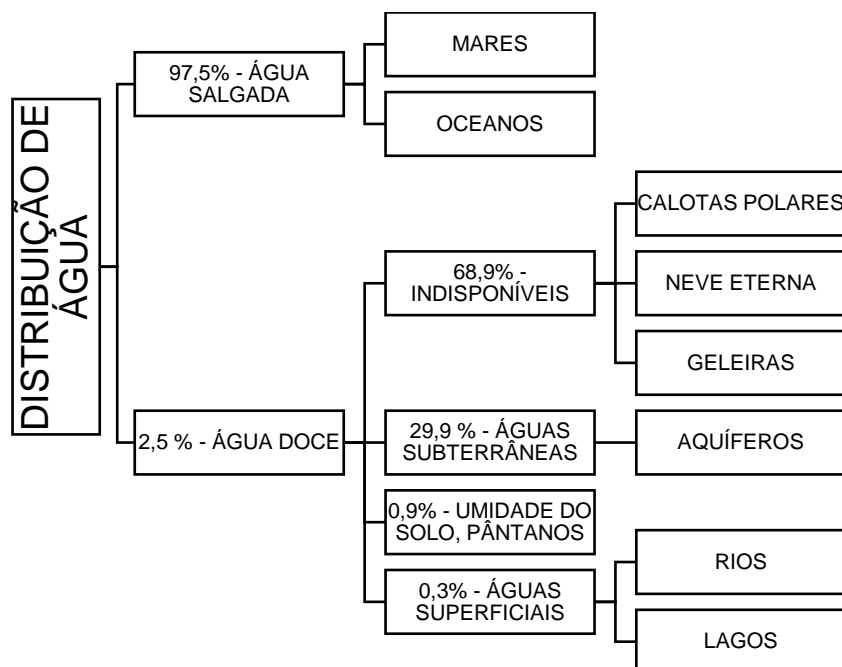 DISTRIBUIÇÃO DE
ÁGUA
97,5% - ÁGUA
SALGADA
MARES
OCEANOS
2,5 % - ÁGUA DOCE
68,9% -
INDISPONÍVEIS
CALOTAS POLARES
NEVE ETERNA
GELEIRAS
29,9 % - ÁGUAS
SUBTERRÂNEAS
AQUÍFEROS
0,9% - UMIDADE DO
SOLO, PÂNTANOS
0,3% - ÁGUAS
SUPERFICIAIS
RIOS
LAGOS